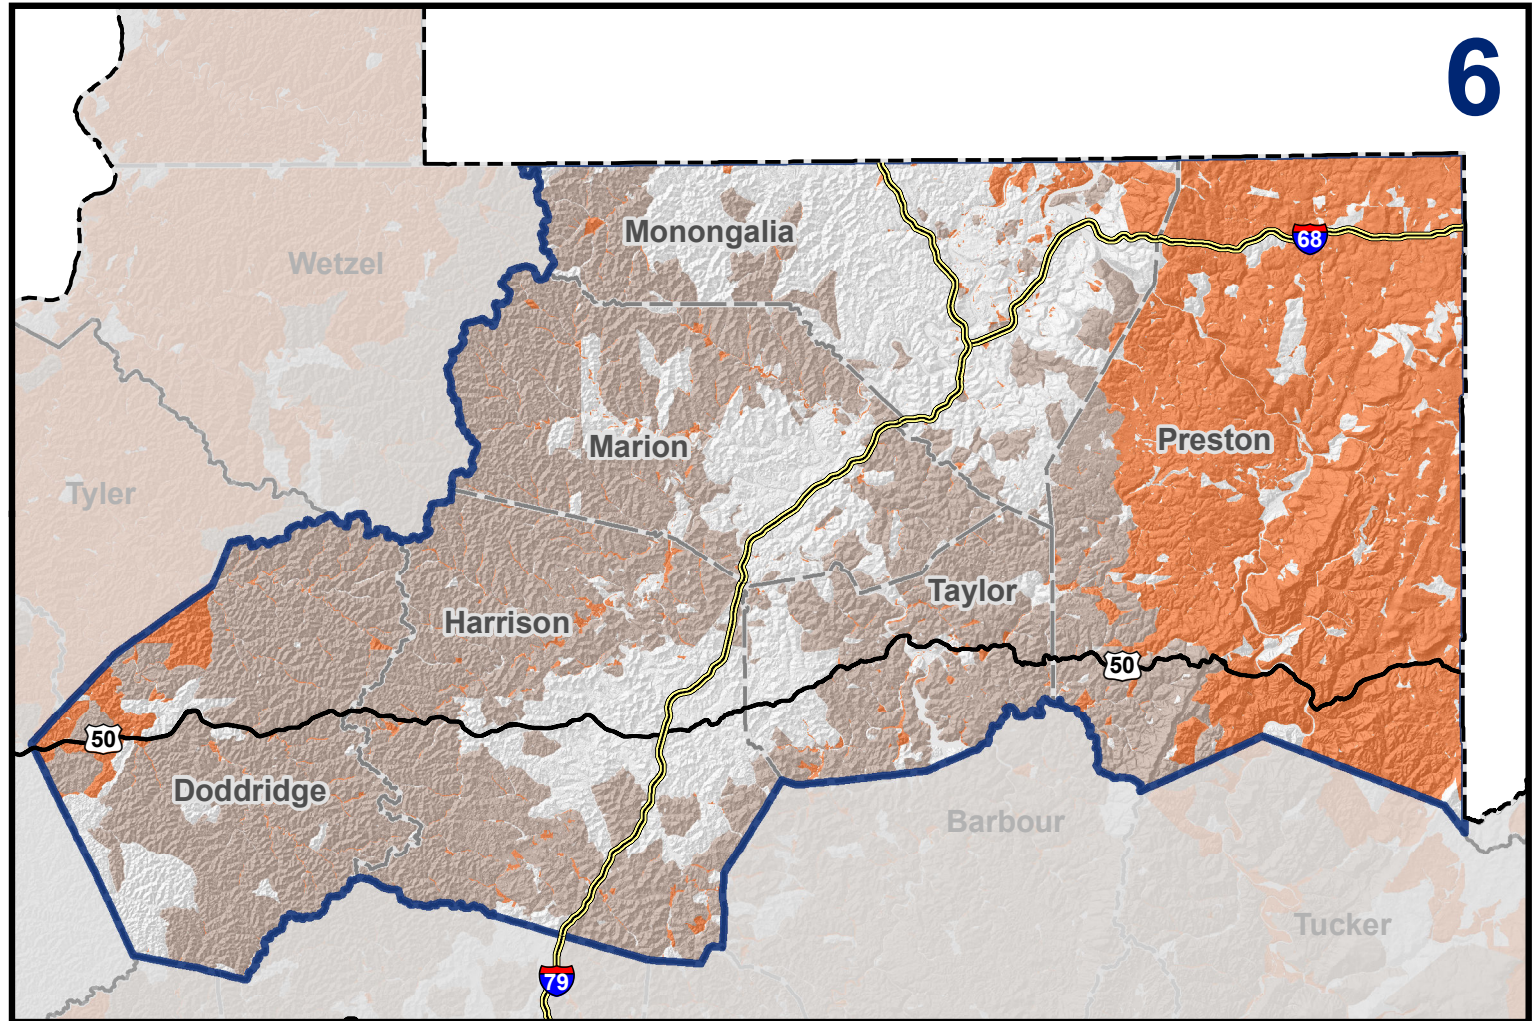 6
Monongalia
68
Wetzel
Preston
Marion
Tyler
Taylor
Harrison
50
50
Doddridge
Barbour
Tucker
79